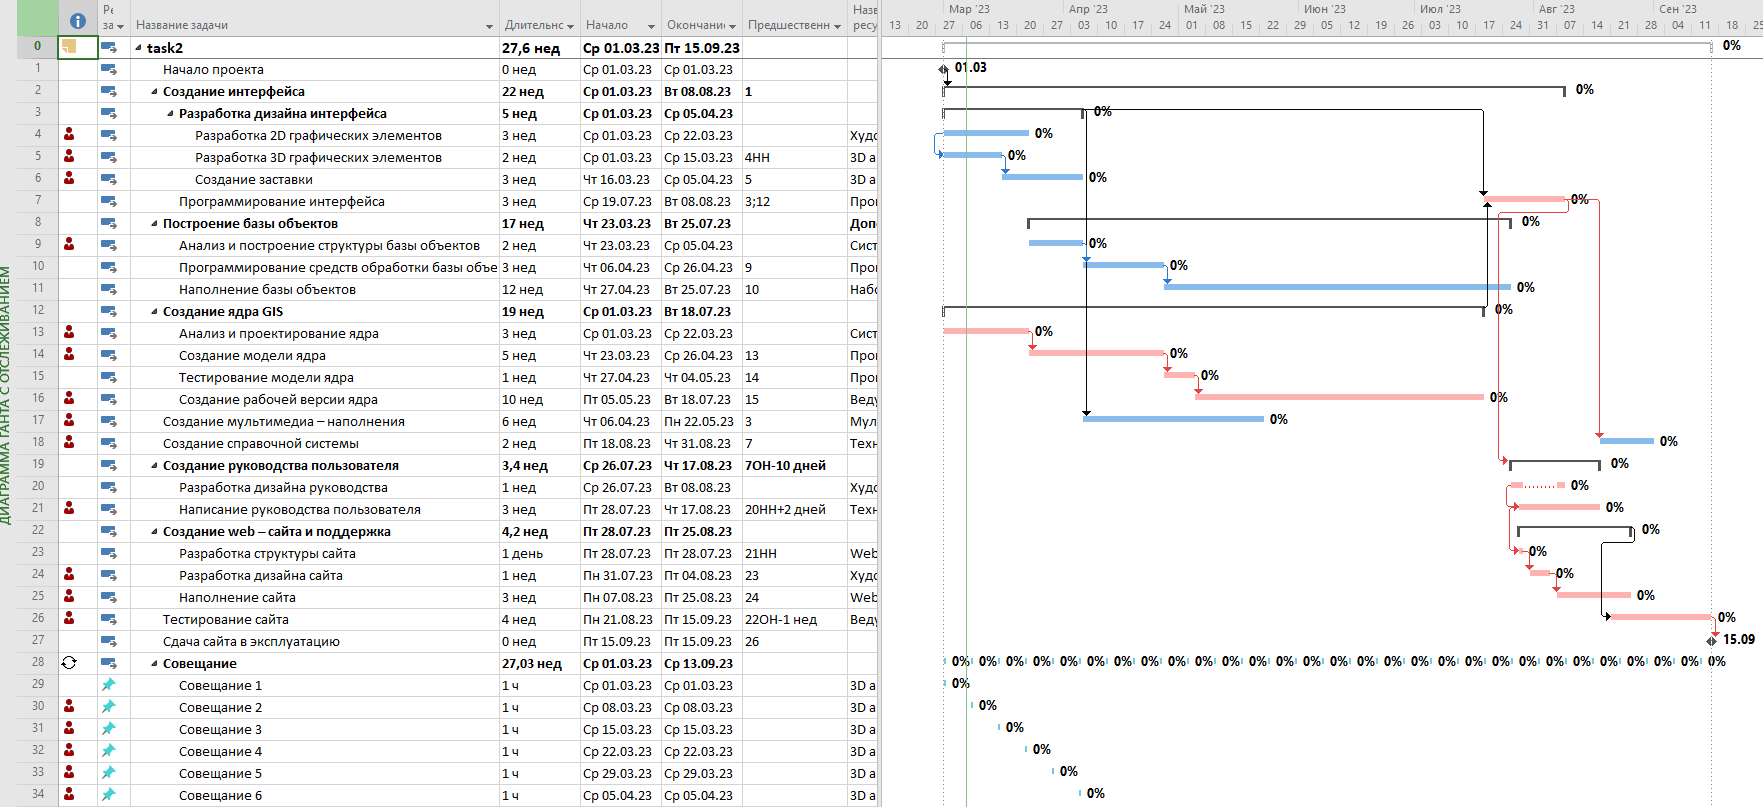 Мар '23 Апр '23 Май '23 Июн '23 Июл '23 Авг '23 Сен '23
13 20 27 06 13 20 27 03 10 17 24 01 08 15 22 29 05 12 19 26 03 10 17 24 31 07 14 21 28 04 11 18 25
Название задачи Длительнс Начало Окончани Предшественн Назв ресу
0 task2 27,6 нед Ср 01.03.23 Пт 15.09.23 0%
1 Начало проекта 0 нед Ср 01.03.23 Ср 01.03.23 01.03
2 Создание интерфейса 22 нед Ср 01.03.23 Вт 08.08.23 1 0%
3 Разработка дизайна интерфейса 5 нед Ср 01.03.23 Ср 05.04.23 0%
4 Разработка 2D графических элементов 3 нед Ср 01.03.23 Ср 22.03.23 Худо 0%
5 Разработка 3D графических элементов 2 нед Ср 01.03.23 Ср 15.03.23 4НН 3D а 0%
6 Создание заставки 3 нед Чт 16.03.23 Ср 05.04.23 5 3D а 0%
7 Программирование интерфейса 3 нед Ср 19.07.23 Вт 08.08.23 3;12 Про 0%
8 Построение базы объектов 17 нед Чт 23.03.23 Вт 25.07.23 Доп 0%
9 Анализ и построение структуры базы объектов 2 нед Чт 23.03.23 Ср 05.04.23 Сист 0%
10 Программирование средств обработки базы объе 3 нед Чт 06.04.23 Ср 26.04.23 9 Про 0%
11 Наполнение базы объектов 12 нед Чт 27.04.23 Вт 25.07.23 10 Набо 0%
12 Создание ядра GIS 19 нед Ср 01.03.23 Вт 18.07.23 0%
13 Анализ и проектирование ядра 3 нед Ср 01.03.23 Ср 22.03.23 Сист 0%
14 Создание модели ядра 5 нед Чт 23.03.23 Ср 26.04.23 13 Про 0%
15 Тестирование модели ядра 1 нед Чт 27.04.23 Чт 04.05.23 14 Про 0%
16 Создание рабочей версии ядра 10 нед Пт 05.05.23 Вт 18.07.23 15 Веду 0%
17 Создание мультимедиа – наполнения 6 нед Чт 06.04.23 Пн 22.05.23 3 Мул 0%
18 Создание справочной системы 2 нед Пт 18.08.23 Чт 31.08.23 7 Техн 0%
19 Создание руководства пользователя 3,4 нед Ср 26.07.23 Чт 17.08.23 7ОН-10 дней 0%
20 Разработка дизайна руководства 1 нед Ср 26.07.23 Вт 08.08.23 Худо 0%
21 Написание руководства пользователя 3 нед Пт 28.07.23 Чт 17.08.23 20НН+2 дней Техн 0%
22 Создание web – сайта и поддержка 4,2 нед Пт 28.07.23 Пт 25.08.23 0%
23 Разработка структуры сайта 1 день Пт 28.07.23 Пт 28.07.23 21НН Web 0%
24 Разработка дизайна сайта 1 нед Пн 31.07.23 Пт 04.08.23 23 Худо 0%
25 Наполнение сайта 3 нед Пн 07.08.23 Пт 25.08.23 24 Web 0%
26 Тестирование сайта 4 нед Пн 21.08.23 Пт 15.09.23 22ОН-1 нед Веду 0%
27 Сдача сайта в эксплуатацию 0 нед Пт 15.09.23 Пт 15.09.23 26 15.09
28 Совещание 27,03 нед Ср 01.03.23 Ср 13.09.23 0% 0% 0% 0% 0% 0% 0% 0% 0% 0% 0% 0% 0% 0% 0% 0% 0% 0% 0% 0% 0% 0% 0% 0% 0% 0% 0% 0% 0%
29 Совещание 1 1 ч Ср 01.03.23 Ср 01.03.23 3D а 0%
30 Совещание 2 1 ч Ср 08.03.23 Ср 08.03.23 3D а 0%
31 Совещание 3 1 ч Ср 15.03.23 Ср 15.03.23 3D а 0%
32 Совещание 4 1 ч Ср 22.03.23 Ср 22.03.23 3D а 0%
33 Совещание 5 1 ч Ср 29.03.23 Ср 29.03.23 3D а 0%
34 Совещание 6 1 ч Ср 05.04.23 Ср 05.04.23 3D а 0%
ДИАГРАММА ГАНТА С ОТСЛЕЖИВАНИЕМ